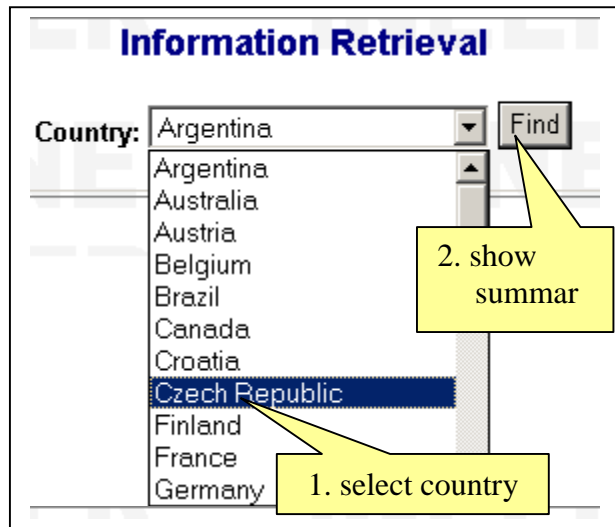 Information Retrieval
Country: Argentina Find
Argentina
Australia
Austria
Belgium
Brazil
Canada
Croatia
Czech Republic
Finland
France
Germany
2. show
summar
1. select country